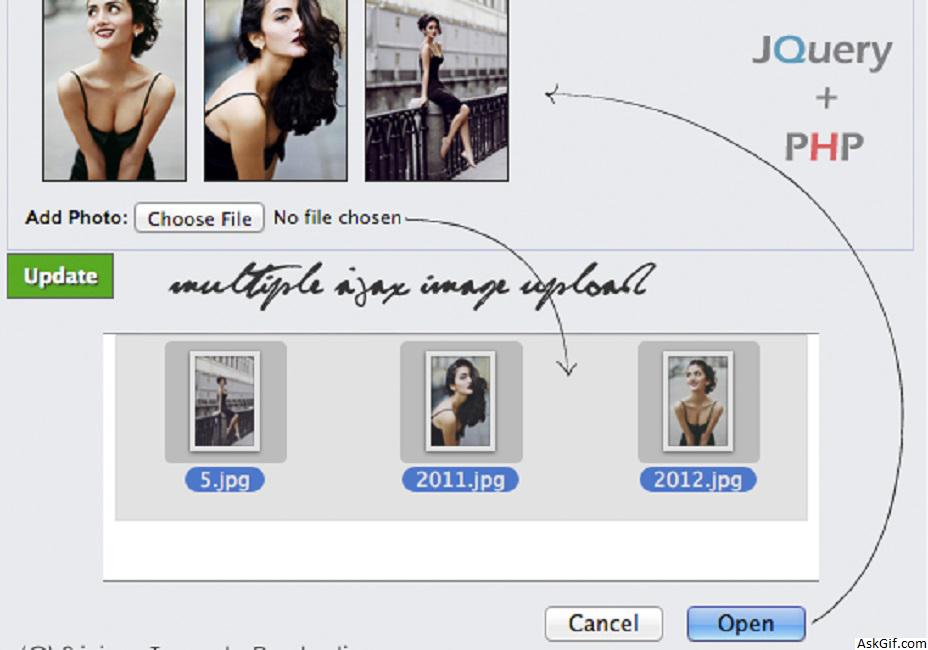 JQuery
+
PHP
Add Photo: Choose File No file chosen
Update
multiple ajax image upload
5.jpg 2011.jpg 2012.jpg
Cancel Open
AskGif.com